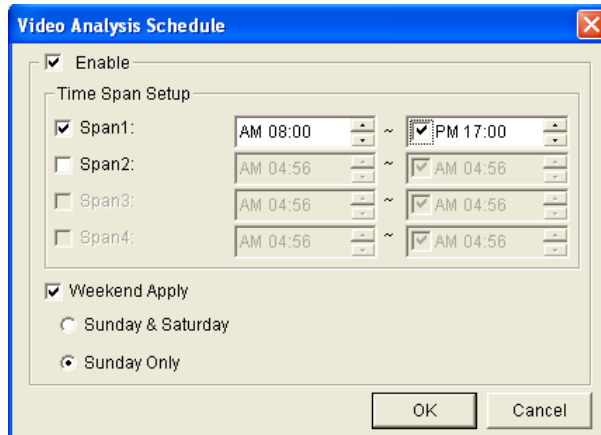 Video Analysis Schedule
Enable
Time Span Setup
Span1: AM 08:00 ~ PM 17:00
Span2: AM 04:56 ~ AM 04:56
Span3: AM 04:56 ~ AM 04:56
Span4: AM 04:56 ~ AM 04:56
Weekend Apply
Sunday & Saturday
Sunday Only
OK Cancel